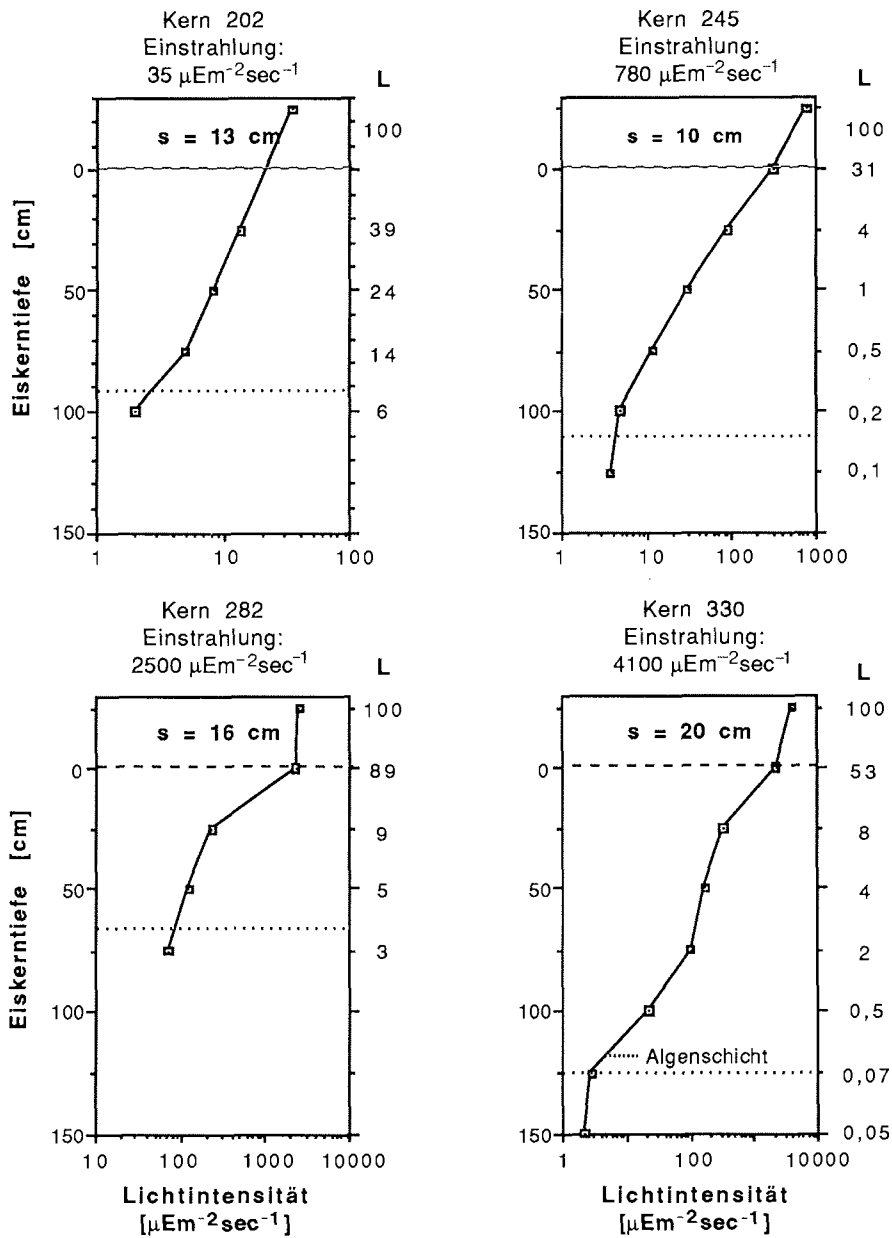 Kern 202
Einstrahlung:
35 µEm⁻²sec⁻¹
L
s = 13 cm
100
39
24
14
6
0
50
100
150
Eiskerntiefe [cm]
1 10 100
Kern 245
Einstrahlung:
780 µEm⁻²sec⁻¹
L
s = 10 cm
100
31
4
1
0,5
0,2
0,1
0
50
100
150
1 10 100 1000
Kern 282
Einstrahlung:
2500 µEm⁻²sec⁻¹
L
s = 16 cm
100
89
9
5
3
0
50
100
150
Eiskerntiefe [cm]
10 100 1000 10000
Lichtintensität
[µEm⁻²sec⁻¹]
Kern 330
Einstrahlung:
4100 µEm⁻²sec⁻¹
L
s = 20 cm
100
53
8
4
2
0,5
0,07
0,05
Algenschicht
0
50
100
150
1 100 10000
Lichtintensität
[µEm⁻²sec⁻¹]